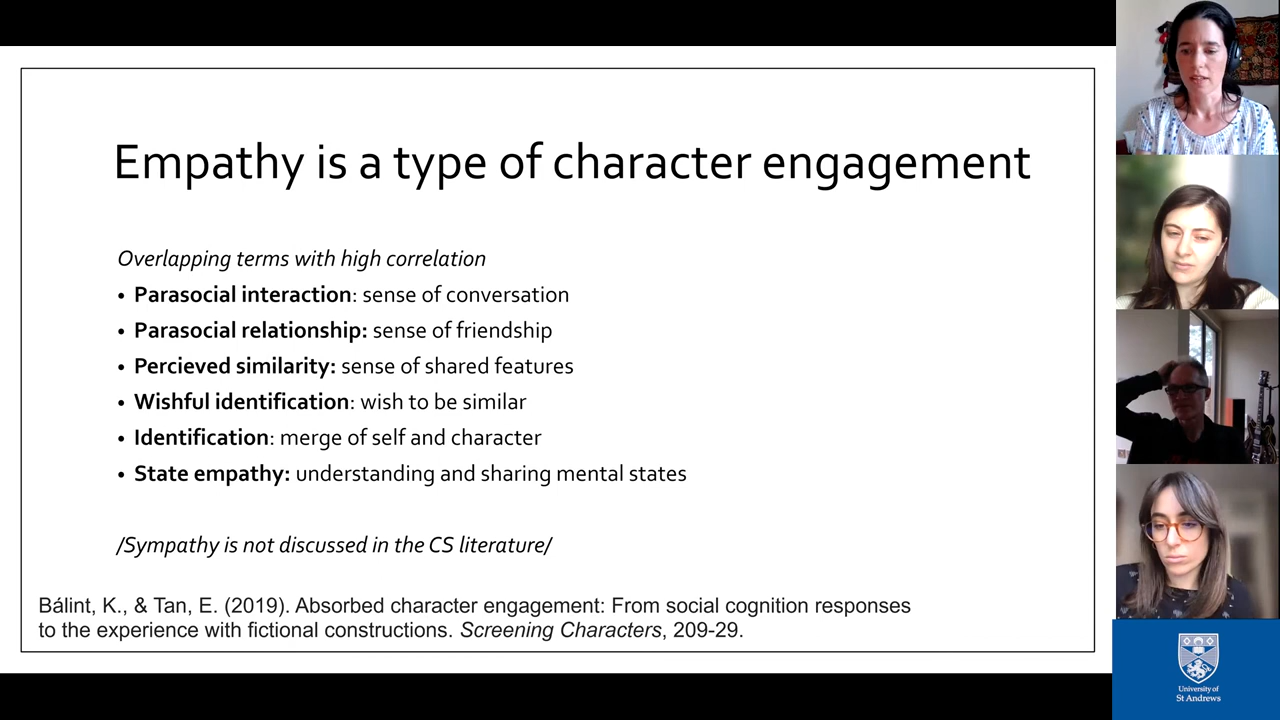 Empathy is a type of character engagement
Overlapping terms with high correlation
• Parasocial interaction: sense of conversation
• Parasocial relationship: sense of friendship
• Percieved similarity: sense of shared features
• Wishful identification: wish to be similar
• Identification: merge of self and character
• State empathy: understanding and sharing mental states
/Sympathy is not discussed in the CS literature/
Bálint, K., & Tan, E. (2019). Absorbed character engagement: From social cognition responses
to the experience with fictional constructions. Screening Characters, 209-29.
University of
St Andrews